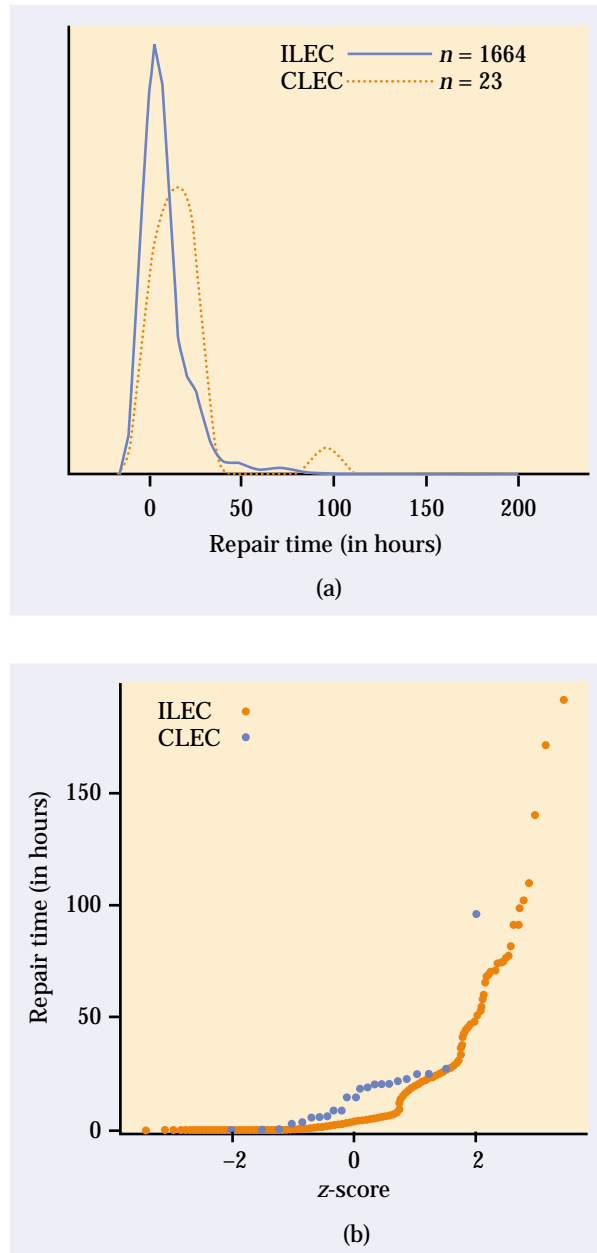 ILEC n = 1664
CLEC n = 23
0 50 100 150 200
Repair time (in hours)
(a)
ILEC
CLEC
150
100
50
0
Repair time (in hours)
–2 0 2
z-score
(b)